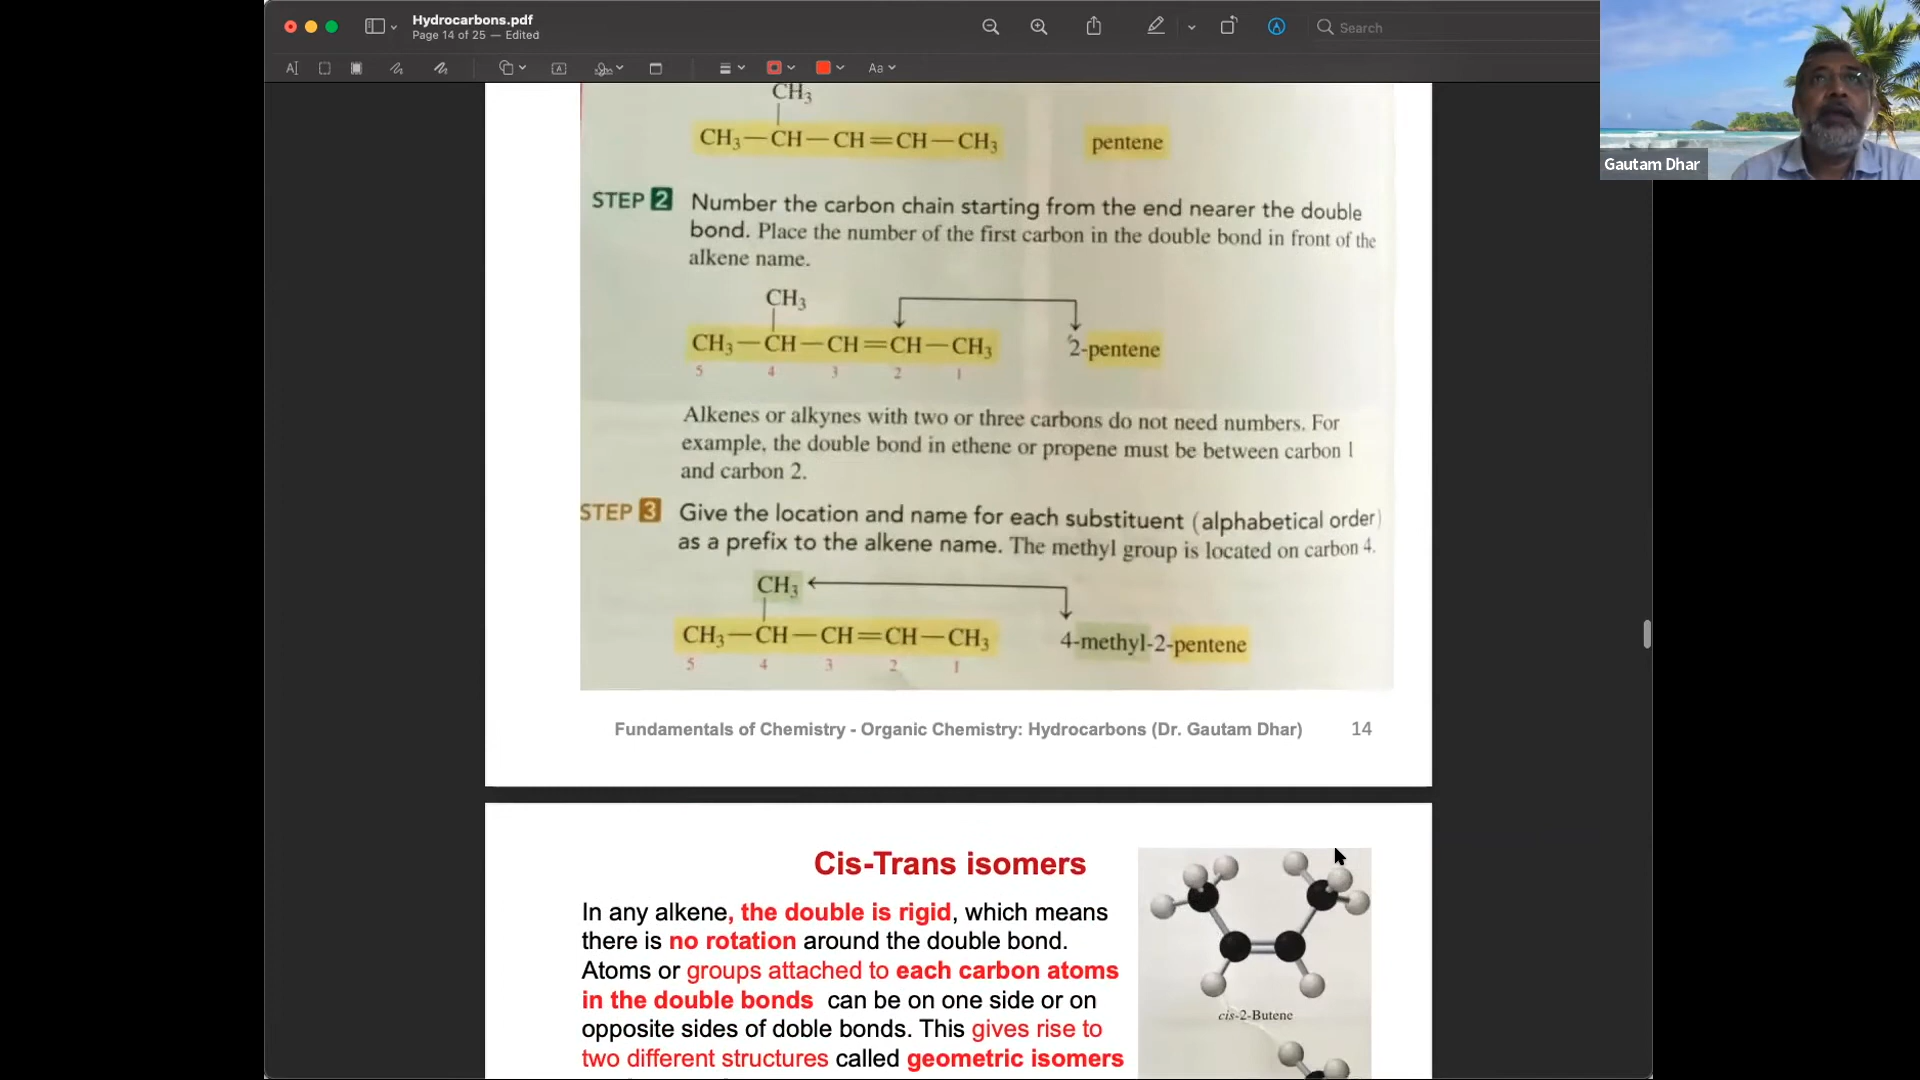 Hydrocarbons.pdf
Page 14 of 25 — Edited
Search
Aa
Gautam Dhar
CH3
CH3—CH—CH=CH—CH3 pentene
STEP 2 Number the carbon chain starting from the end nearer the double
bond. Place the number of the first carbon in the double bond in front of the
alkene name.
CH3
CH3—CH—CH=CH—CH3 2-pentene
5 4 3 2 1
Alkenes or alkynes with two or three carbons do not need numbers. For
example, the double bond in ethene or propene must be between carbon 1
and carbon 2.
STEP 3 Give the location and name for each substituent (alphabetical order)
as a prefix to the alkene name. The methyl group is located on carbon 4.
CH3
CH3—CH—CH=CH—CH3 4-methyl-2-pentene
5 4 3 2 1
Fundamentals of Chemistry - Organic Chemistry: Hydrocarbons (Dr. Gautam Dhar) 14
Cis-Trans isomers
In any alkene, the double is rigid, which means
there is no rotation around the double bond.
Atoms or groups attached to each carbon atoms
in the double bonds can be on one side or on
opposite sides of doble bonds. This gives rise to
two different structures called geometric isomers
cis-2-Butene